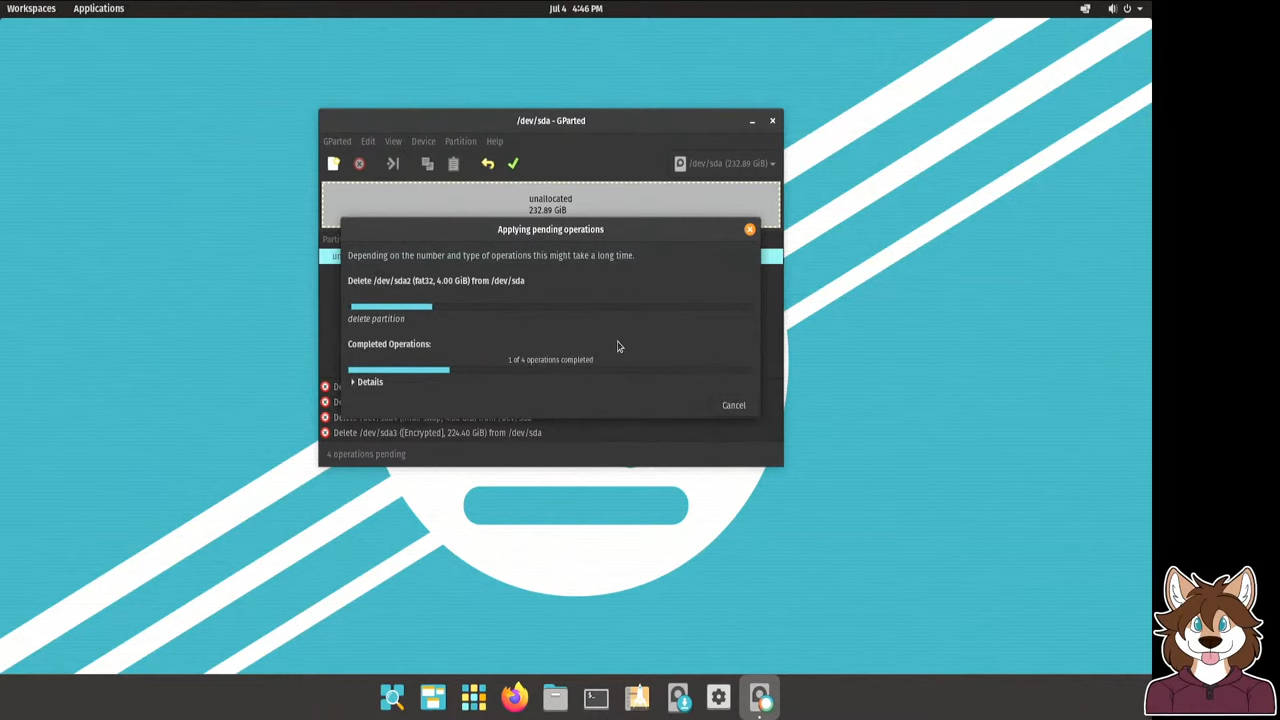 Workspaces Applications Jul 4 4:46 PM
/dev/sda - GParted
GParted Edit View Device Partition Help
/dev/sda (232.89 GiB)
unallocated
232.89 GiB
Applying pending operations
Depending on the number and type of operations this might take a long time.
Delete /dev/sda2 (fat32, 4.00 GiB) from /dev/sda
delete partition
Completed Operations:
1 of 4 operations completed
Details
Cancel
Delete /dev/sda3 ([Encrypted], 224.40 GiB) from /dev/sda
4 operations pending